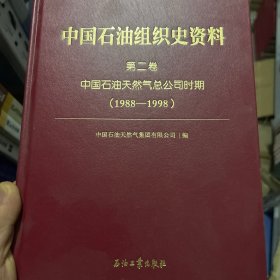 中国石油组织史资料
第二卷
中国石油天然气总公司时期
（1988—1998）
中国石油天然气集团有限公司 | 编
石油工业出版社